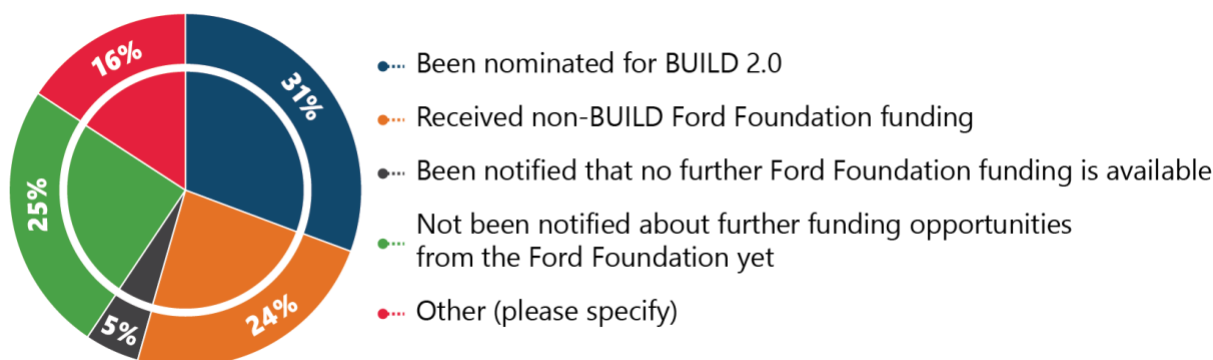 16%
31%
25%
5%
24%
Been nominated for BUILD 2.0
Received non-BUILD Ford Foundation funding
Been notified that no further Ford Foundation funding is available
Not been notified about further funding opportunities
from the Ford Foundation yet
Other (please specify)